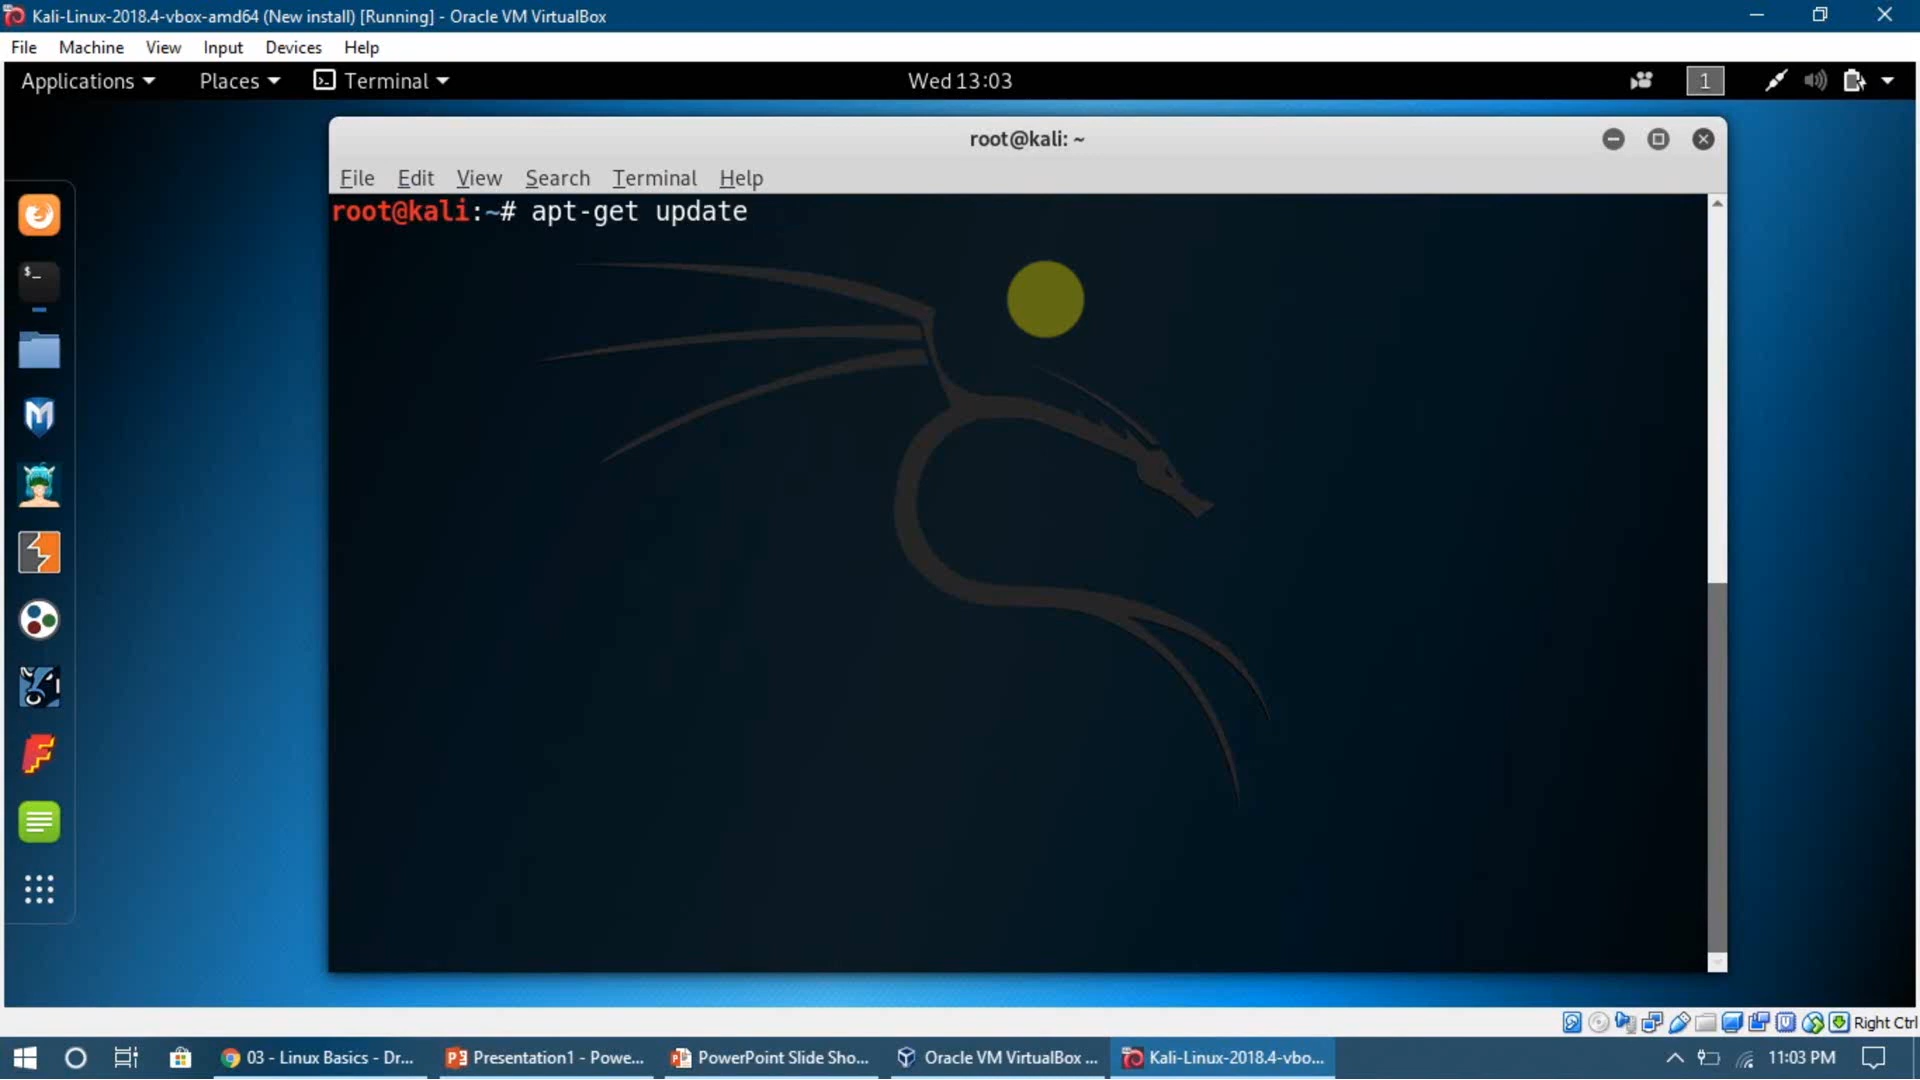 Kali-Linux-2018.4-vbox-amd64 (New install) [Running] - Oracle VM VirtualBox
File Machine View Input Devices Help
Applications Places Terminal Wed 13:03 1
root@kali: ~
File Edit View Search Terminal Help
root@kali:~# apt-get update
Right Ctrl
03 - Linux Basics - Dr... Presentation1 - Powe... PowerPoint Slide Sho... Oracle VM VirtualBox ... Kali-Linux-2018.4-vbo... 11:03 PM